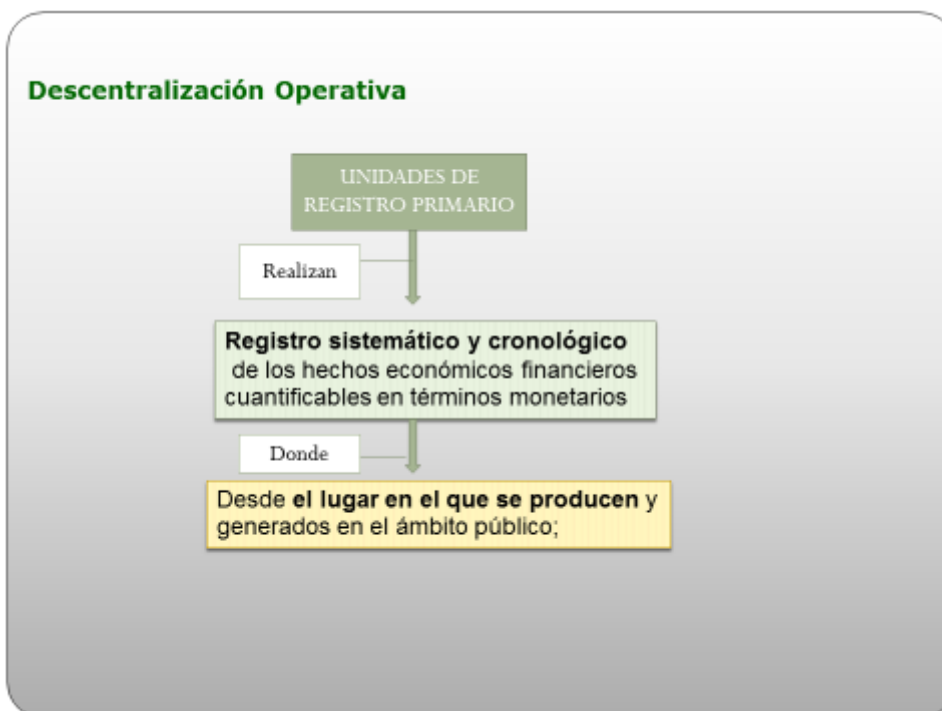 Descentralización Operativa
UNIDADES DE
REGISTRO PRIMARIO
Realizan
Registro sistemático y cronológico
de los hechos económicos financieros
cuantificables en términos monetarios
Donde
Desde el lugar en el que se producen y
generados en el ámbito público;